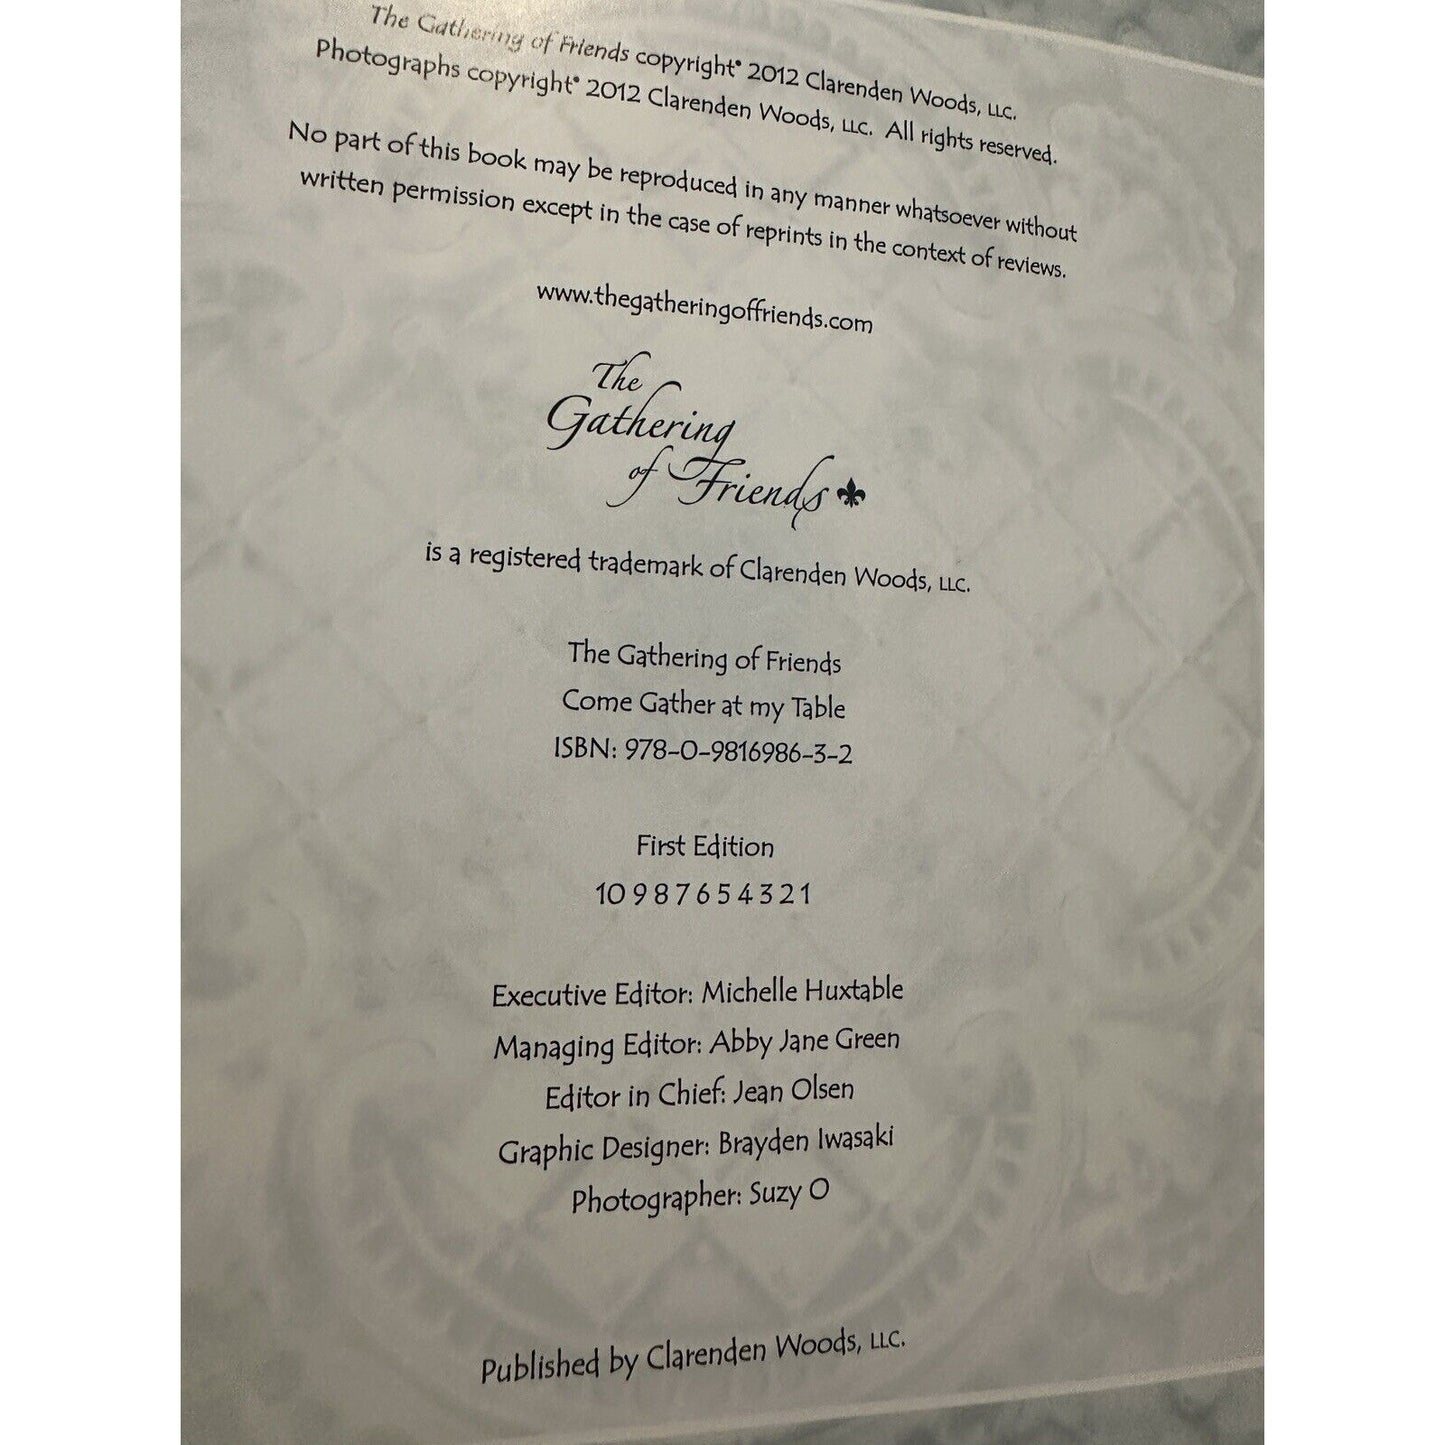 The Gathering of Friends copyright® 2012 Clarenden Woods, LLC.
Photographs copyright® 2012 Clarenden Woods, LLC. All rights reserved.
No part of this book may be reproduced in any manner whatsoever without
written permission except in the case of reprints in the context of reviews.
www.thegatheringoffriends.com
The
Gathering
of Friends
is a registered trademark of Clarenden Woods, LLC.
The Gathering of Friends
Come Gather at my Table
ISBN: 978-0-9816986-3-2
First Edition
10 9 8 7 6 5 4 3 2 1
Executive Editor: Michelle Huxtable
Managing Editor: Abby Jane Green
Editor in Chief: Jean Olsen
Graphic Designer: Brayden Iwasaki
Photographer: Suzy O
Published by Clarenden Woods, LLC.